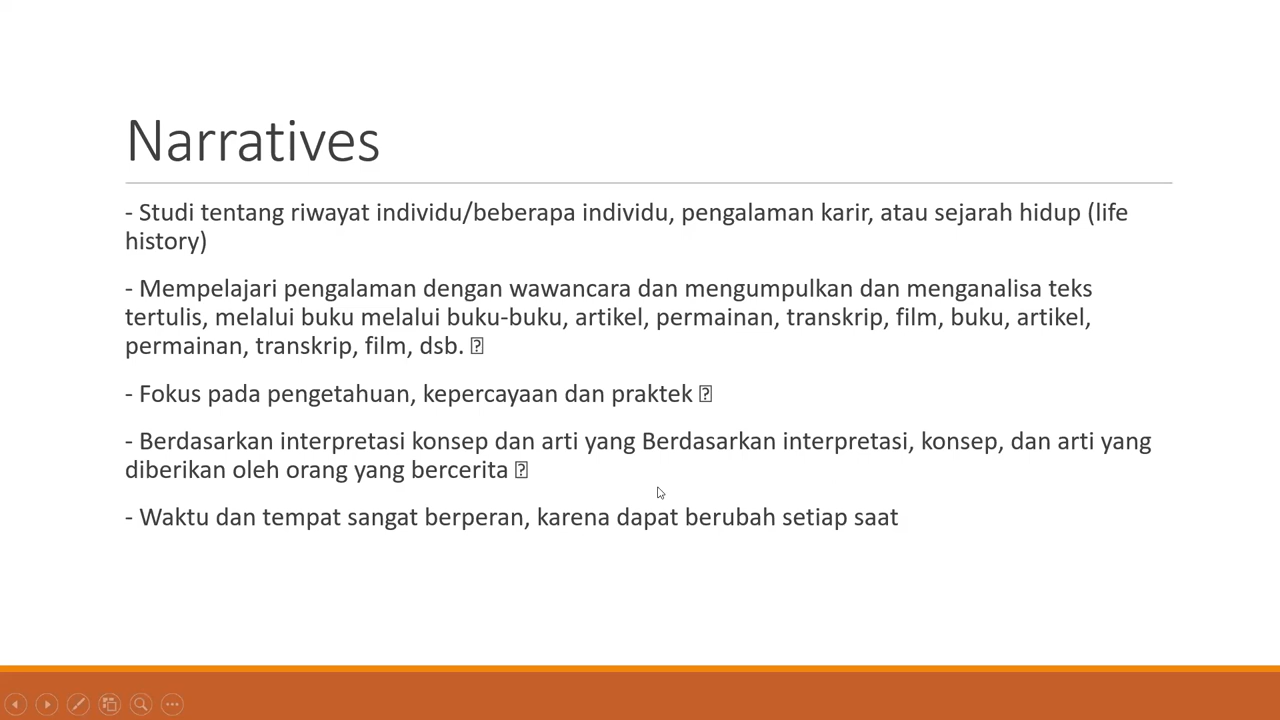 Narratives
- Studi tentang riwayat individu/beberapa individu, pengalaman karir, atau sejarah hidup (life
history)
- Mempelajari pengalaman dengan wawancara dan mengumpulkan dan menganalisa teks
tertulis, melalui buku melalui buku-buku, artikel, permainan, transkrip, film, buku, artikel,
permainan, transkrip, film, dsb. 
- Fokus pada pengetahuan, kepercayaan dan praktek 
- Berdasarkan interpretasi konsep dan arti yang Berdasarkan interpretasi, konsep, dan arti yang
diberikan oleh orang yang bercerita 
- Waktu dan tempat sangat berperan, karena dapat berubah setiap saat